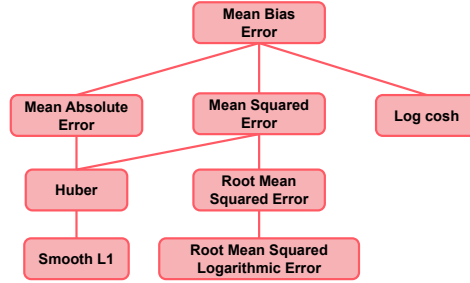 Mean Bias
Error
Mean Absolute
Error
Mean Squared
Error
Log cosh
Huber
Root Mean
Squared Error
Smooth L1
Root Mean Squared
Logarithmic Error